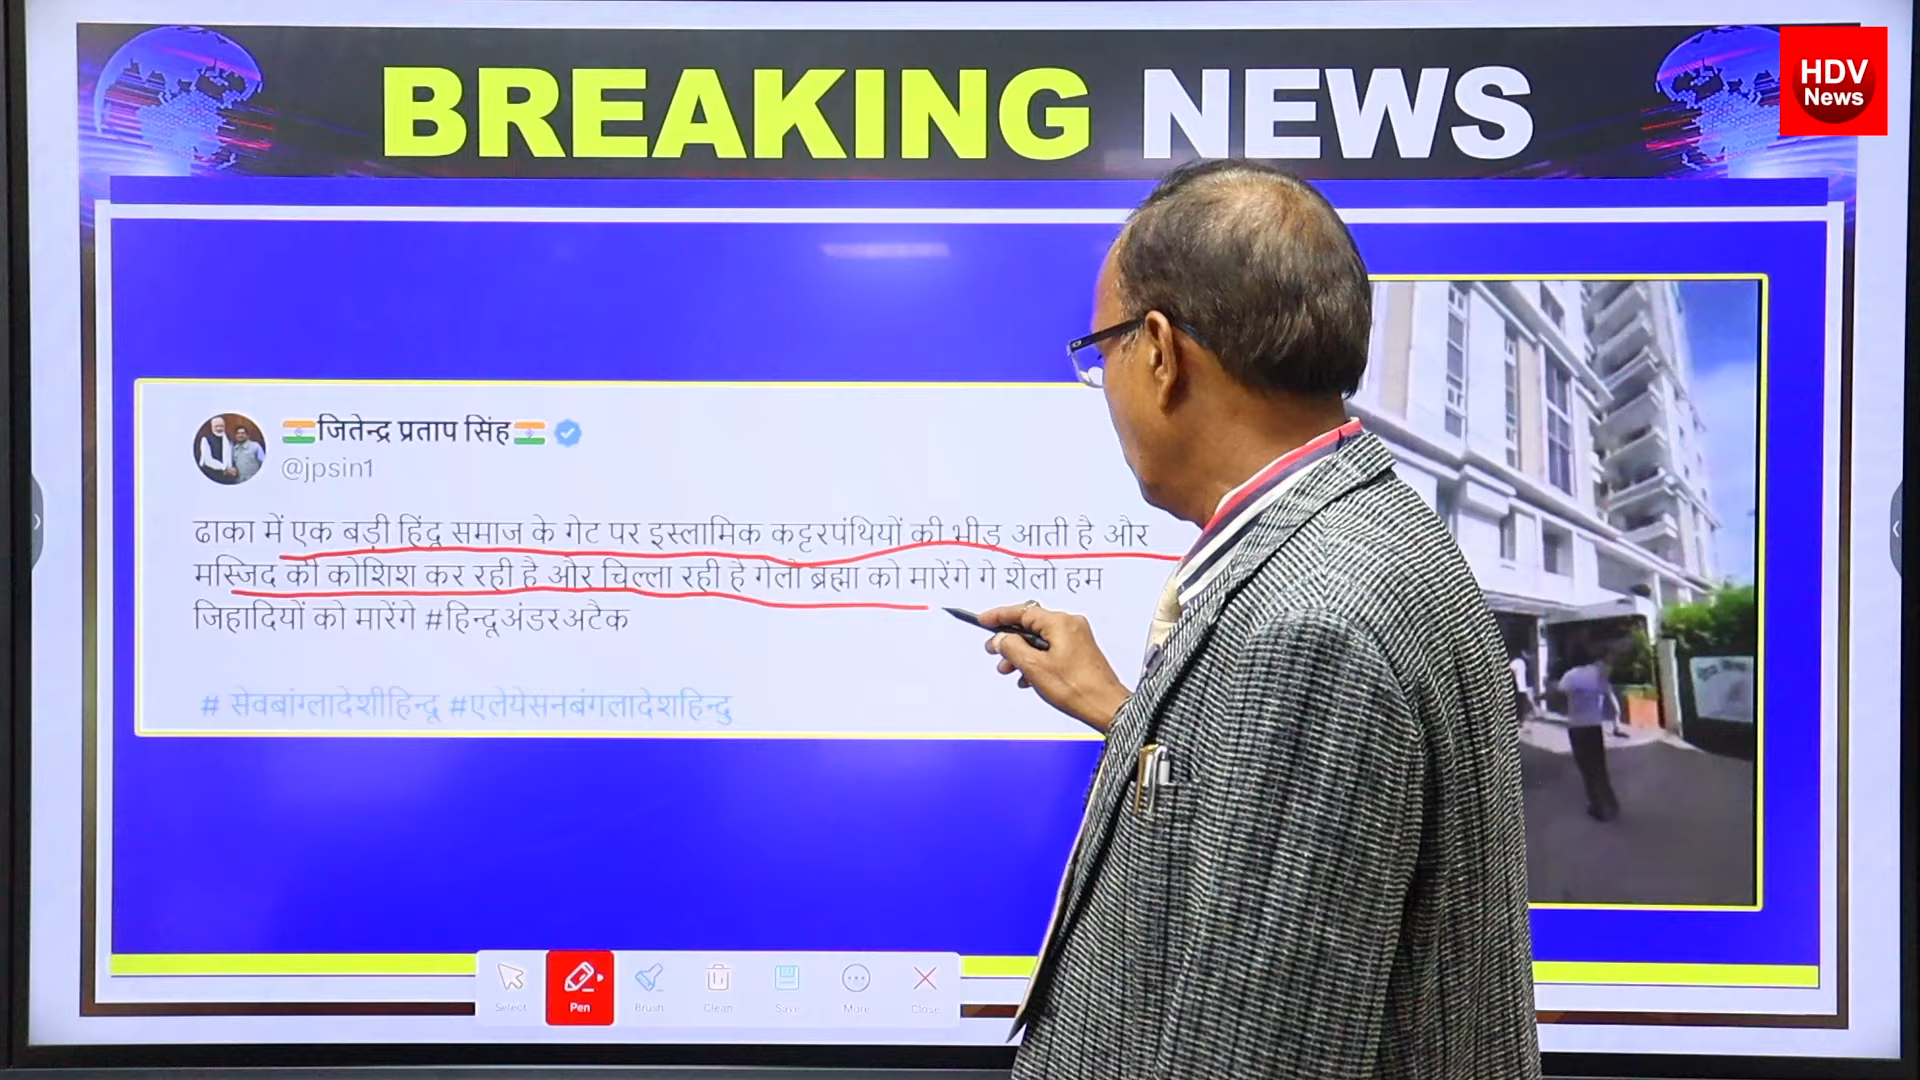 BREAKING NEWS
HDV
News
जितेन्द्र प्रताप सिंह
@jpsin1
ढाका में एक बड़ी हिंदू समाज के गेट पर इस्लामिक कट्टरपंथियों की भीड़ आती है और
मस्जिद की कोशिश कर रही है और चिल्ला रही है गेलो ब्रह्मा को मारेंगे गे शैलो हम
जिहादियों को मारेंगे #हिन्दूअंडरअटैक
# सेवबांग्लादेशीहिन्दू #एलेयेसनबंगलादेशहिन्दु
Select
Pen
Brush
Clean
Save
More
Close